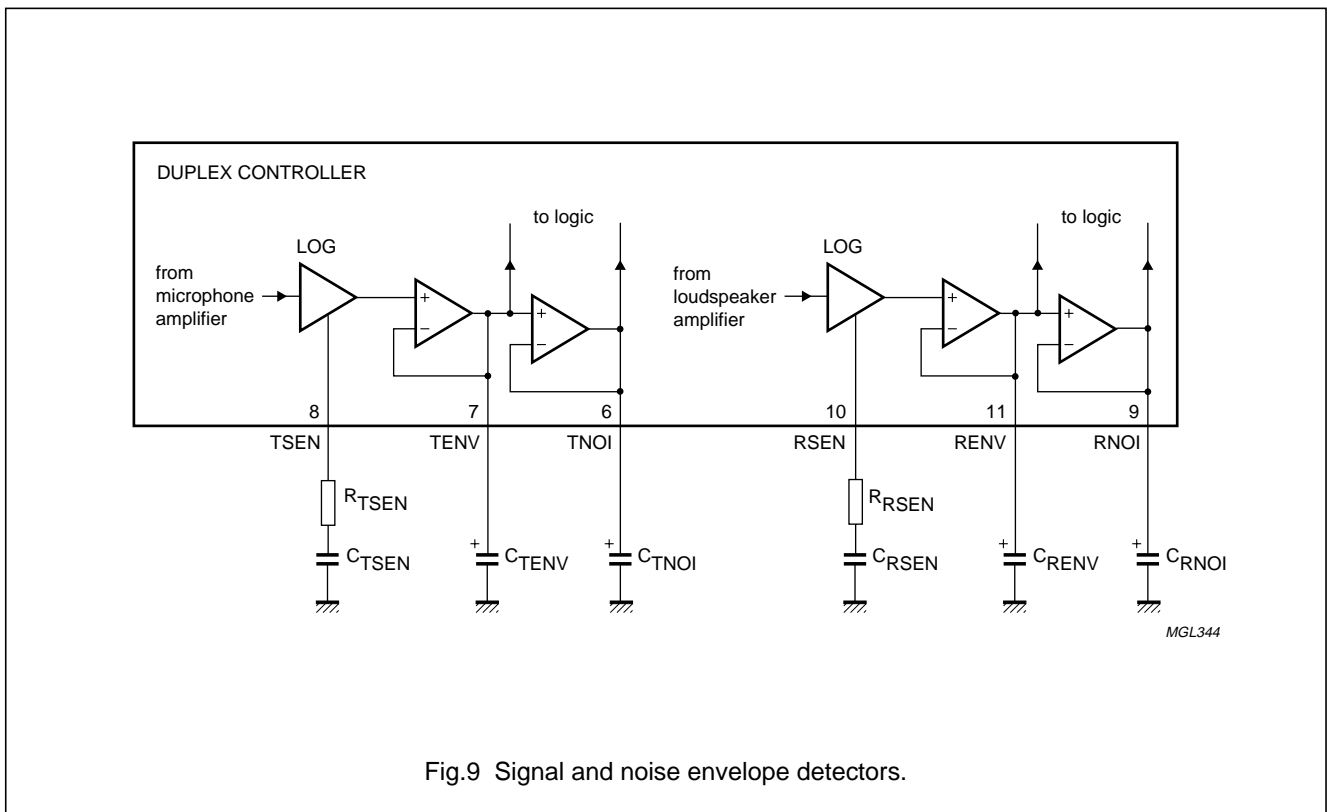 DUPLEX CONTROLLER
to logic
to logic
LOG
LOG
from
microphone
amplifier
from
loudspeaker
amplifier
+
−
+
−
+
−
+
−
8
7
6
10
11
9
TSEN
TENV
TNOI
RSEN
RENV
RNOI
RTSEN
RRSEN
+
CTSEN
+
CTENV
CTNOI
CRSEN
+
CRENV
+
CRNOI
MGL344
Fig.9 Signal and noise envelope detectors.